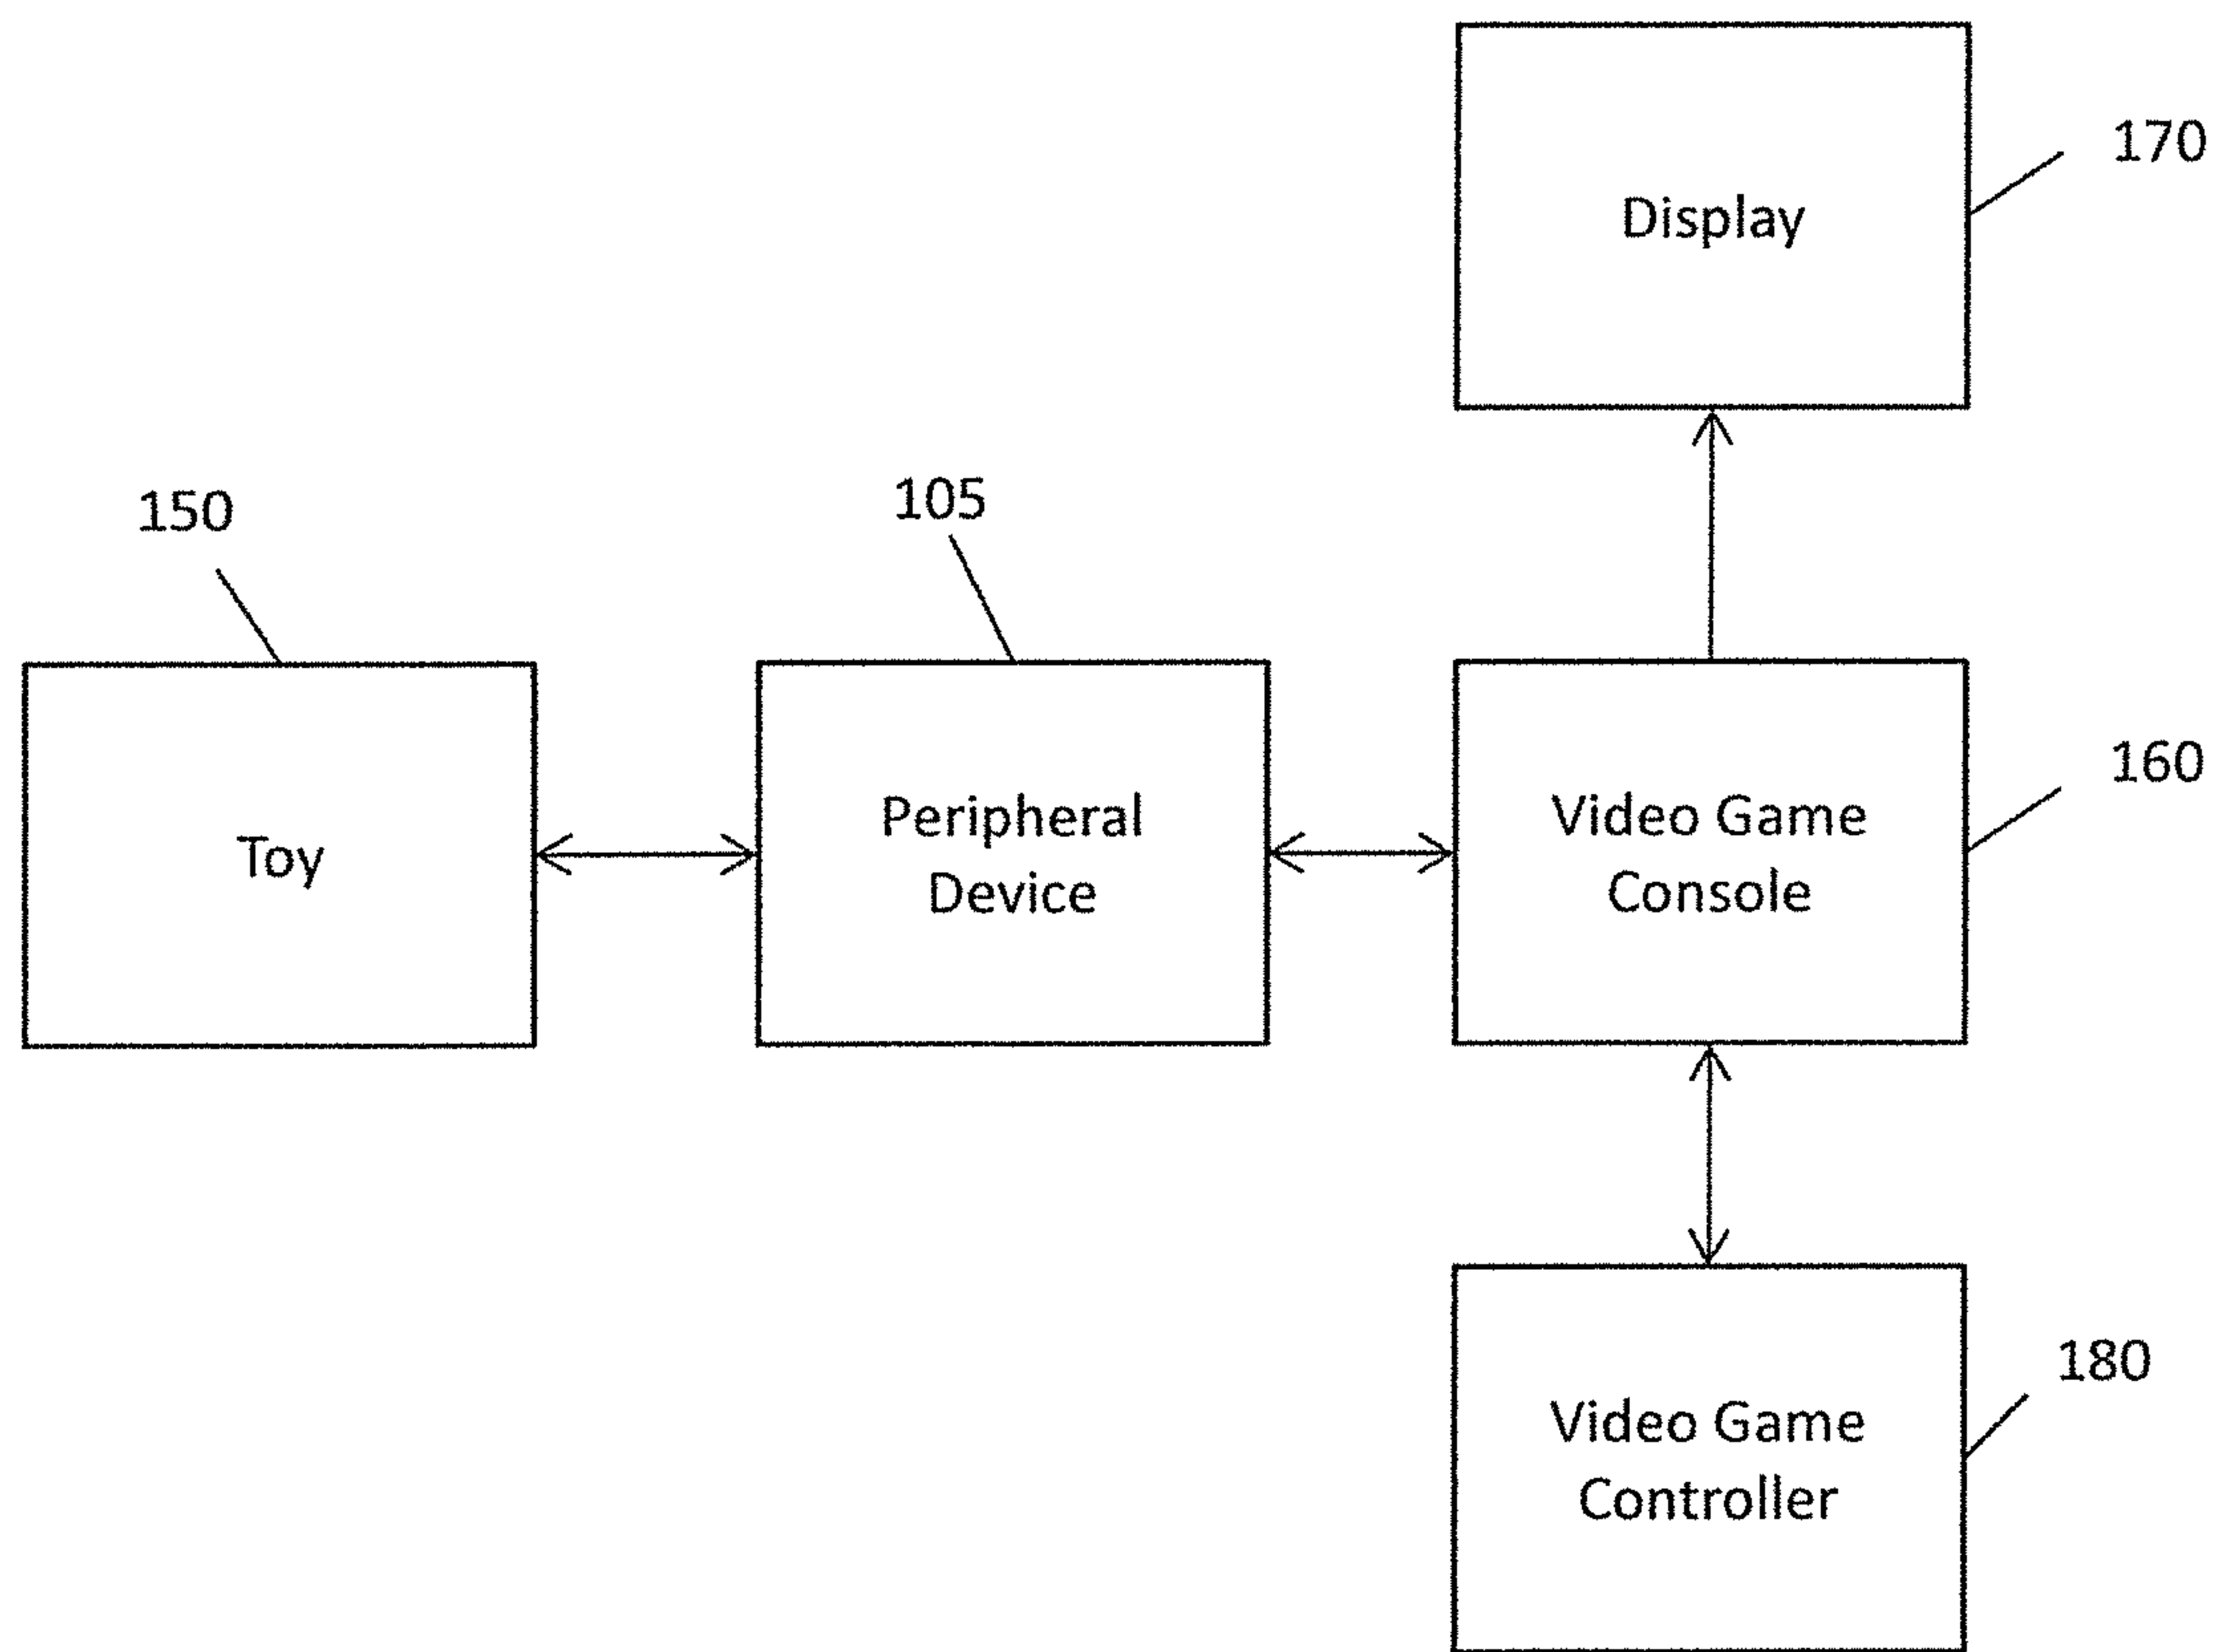 Display
170
150
105
Toy
Peripheral
Device
Video Game
Console
160
Video Game
Controller
180